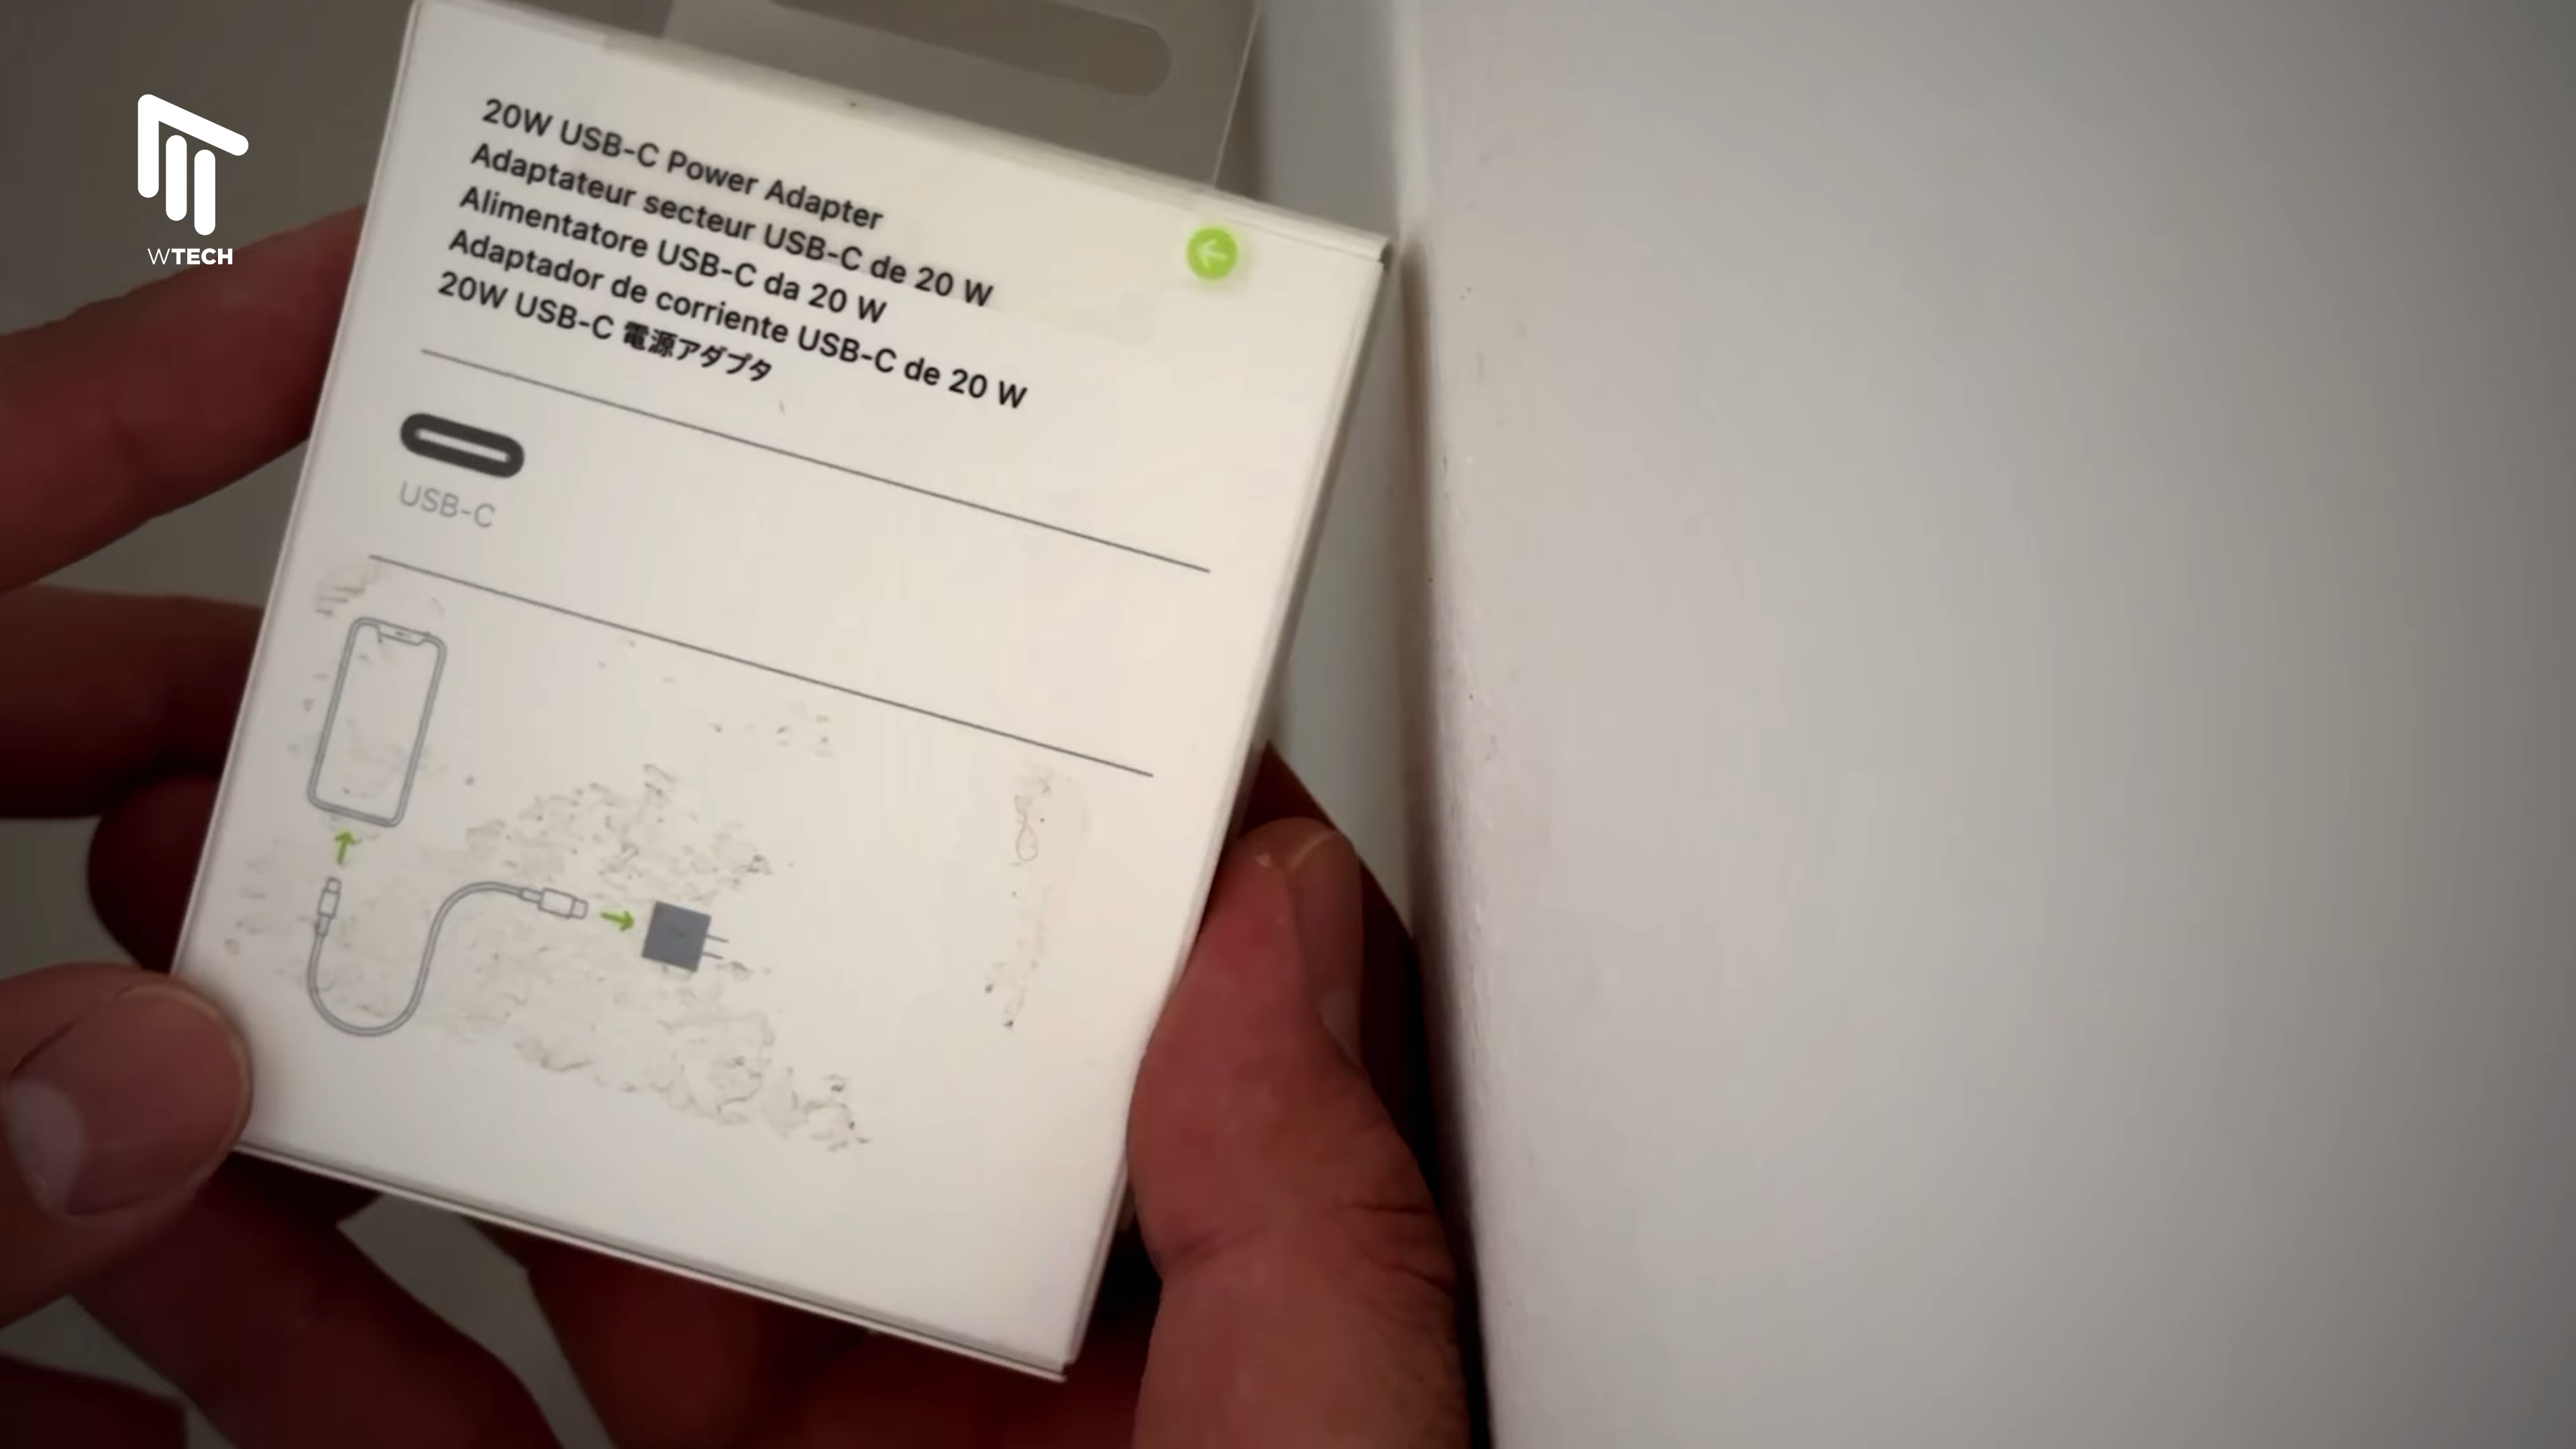 WTECH
20W USB-C Power Adapter
Adaptateur secteur USB-C de 20 W
Alimentatore USB-C da 20 W
Adaptador de corriente USB-C de 20 W
20W USB-C 電源アダプタ
USB-C